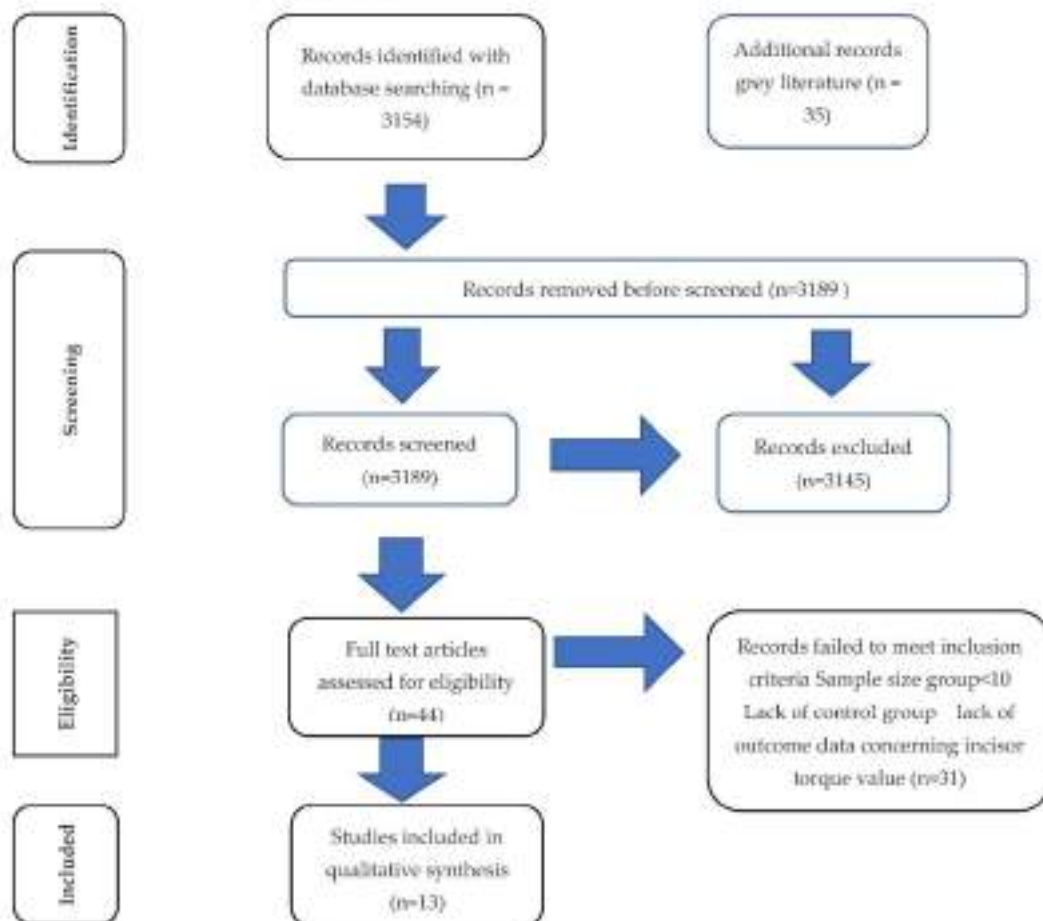 Identification
Records identified with
database searching (n =
3154)
Additional records
grey literature (n =
35)
Screening
Records removed before screened (n=3189 )
Records screened
(n=3189)
Records excluded
(n=3145)
Eligibility
Full text articles
assessed for eligibility
(n=44)
Records failed to meet inclusion
criteria Sample size group<10
Lack of control group lack of
outcome data concerning incisor
torque value (n=31)
Included
Studies included in
qualitative synthesis
(n=13)